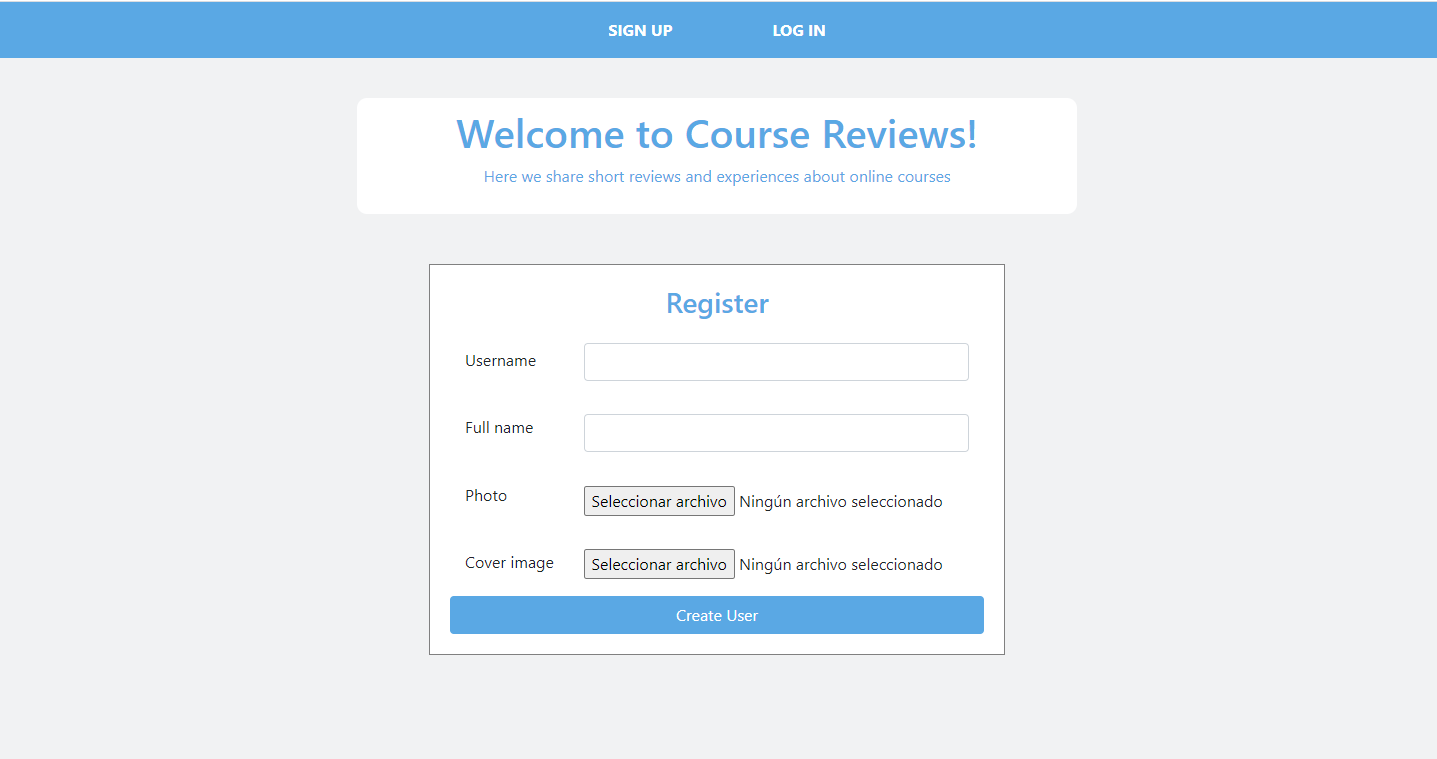 SIGN UP LOG IN
Welcome to Course Reviews!
Here we share short reviews and experiences about online courses
Register
Username
Full name
Photo Seleccionar archivo Ningún archivo seleccionado
Cover image Seleccionar archivo Ningún archivo seleccionado
Create User